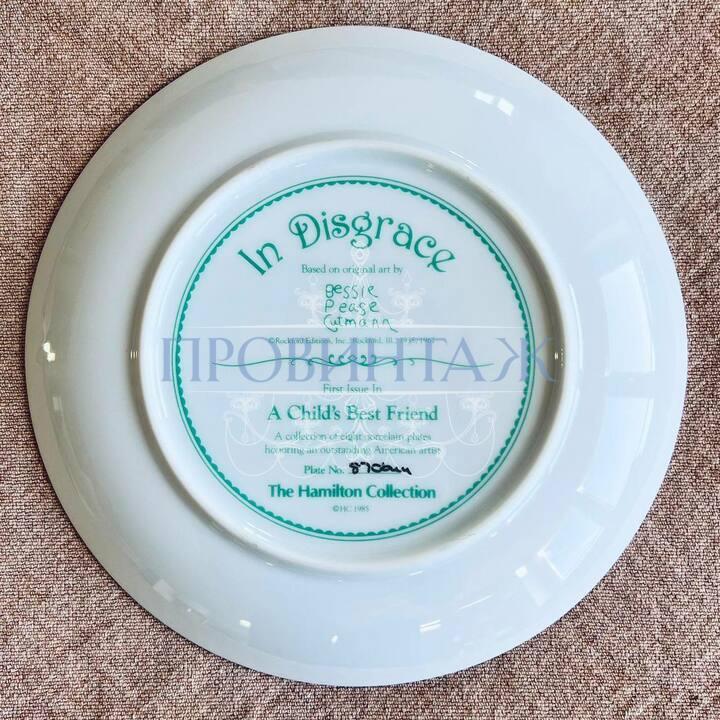 In Disgrace
Based on original art by
Bessie
Pease
Gutmann
©Rockford Editions, Inc., Rockford, Ill.
ПРОВИНТАЖ
First Issue In
A Child's Best Friend
A collection of eight porcelain plates
honoring an outstanding American artist
Plate No.
The Hamilton Collection
©HC 1985